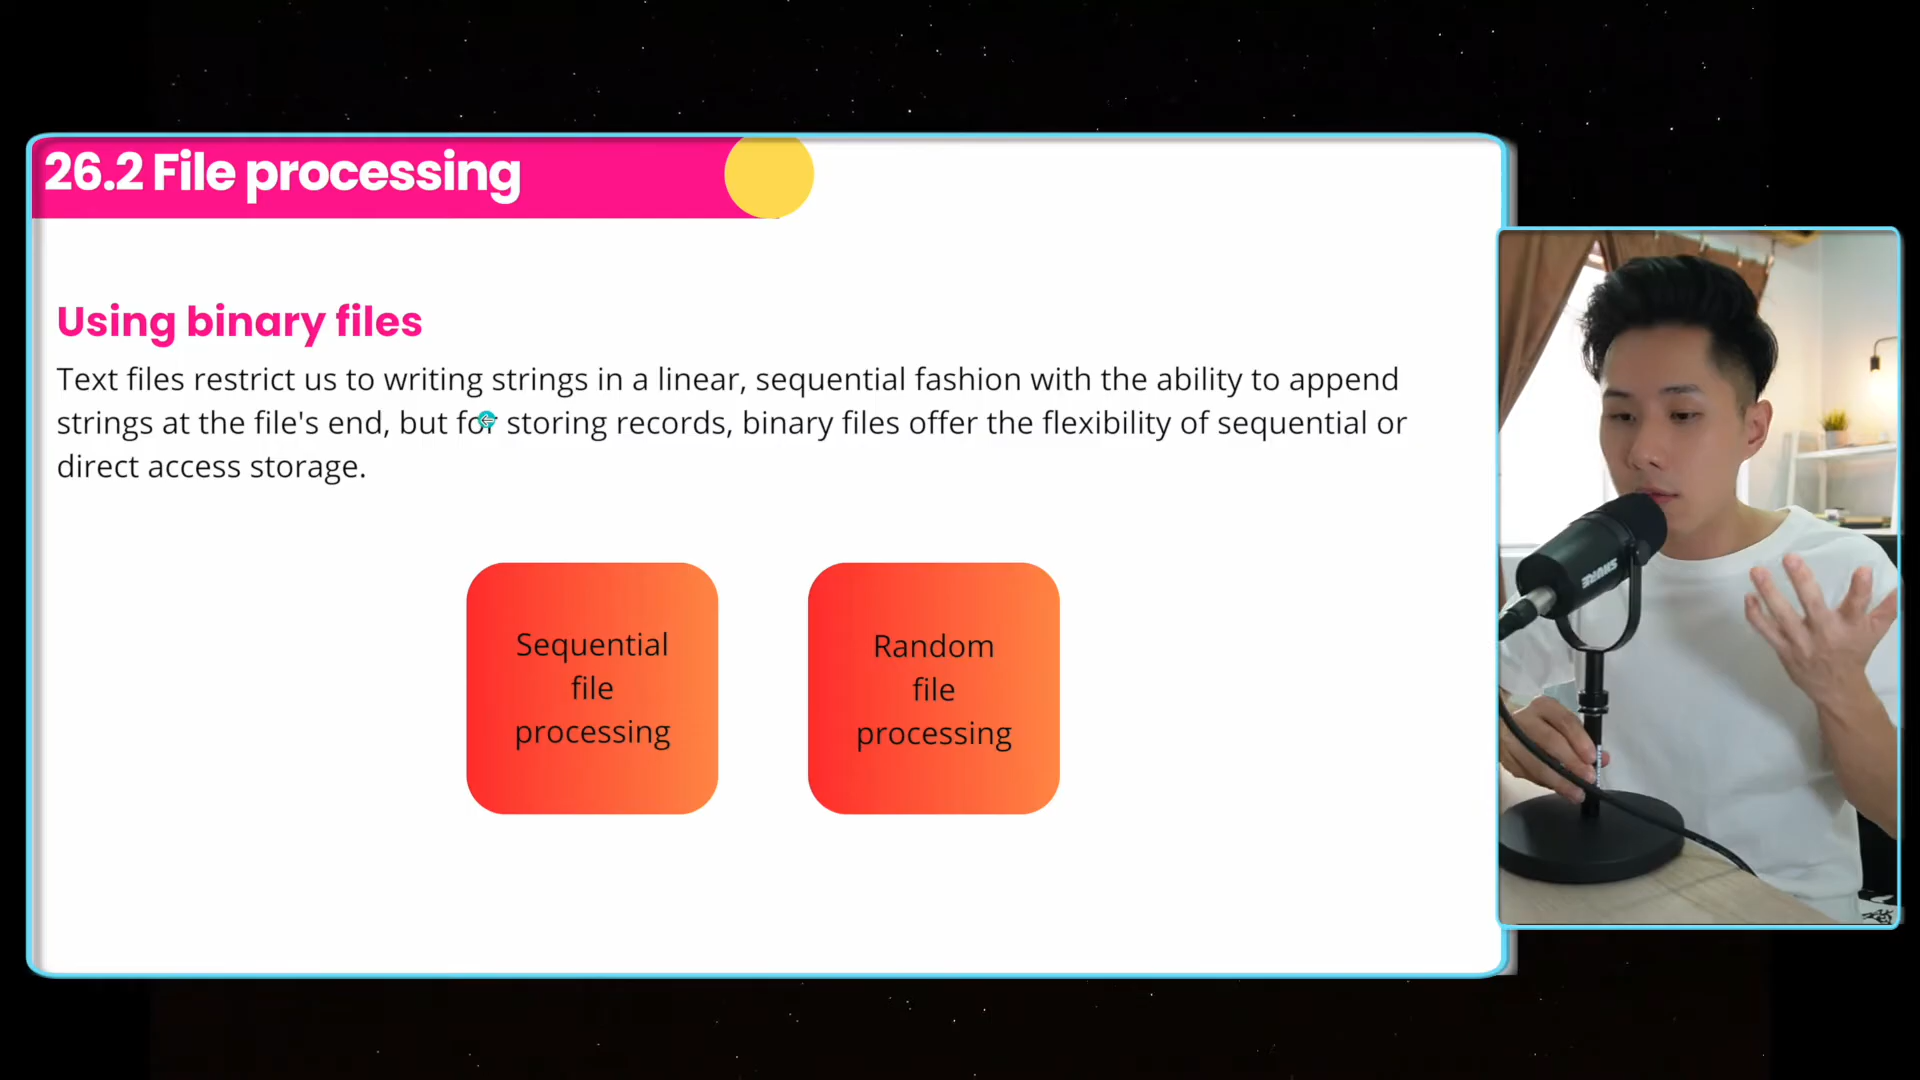 26.2 File processing
Using binary files
Text files restrict us to writing strings in a linear, sequential fashion with the ability to append
strings at the file's end, but for storing records, binary files offer the flexibility of sequential or
direct access storage.
Sequential
file
processing
Random
file
processing
SHURE